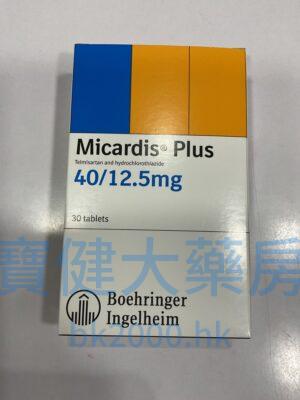 Micardis® Plus
Telmisartan and hydrochlorothiazide
40/12.5mg
30 tablets
寶健大藥房
Boehringer
Ingelheim
bk2000.hk